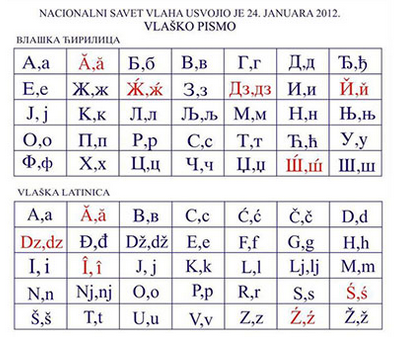 NACIONALNI SAVET VLAHA USVOJIO JE 24. JANUARA 2012.
VLAŠKO PISMO
ВЛАШКА ЋИРИЛИЦА
А,а Ӑ,ӑ Б,б В,в Г,г Д,д Ђ,ђ
Е,е Ж,ж Ж́,ж́ З,з Дз,дз И,и Й,й
Ј,ј К,к Л,л Љ,љ М,м Н,н Њ,њ
О,о П,п Р,р С,с Т,т Ћ,ћ У,у
Ф,ф Х,х Ц,ц Ч,ч Џ,џ Ш́,ш́ Ш,ш
VLAŠKA LATINICA
A,a Ă,ă B,в C,c Ć,ć Č,č D,d
Dz,dz Đ,đ Dž,dž E,e F,f G,g H,h
I,i Î,î J,j K,k L,l Lj,lj M,m
N,n Nj,nj O,o P,p R,r S,s Ś,ś
Š,š T,t U,u V,v Z,z Ź,ź Ž,ž